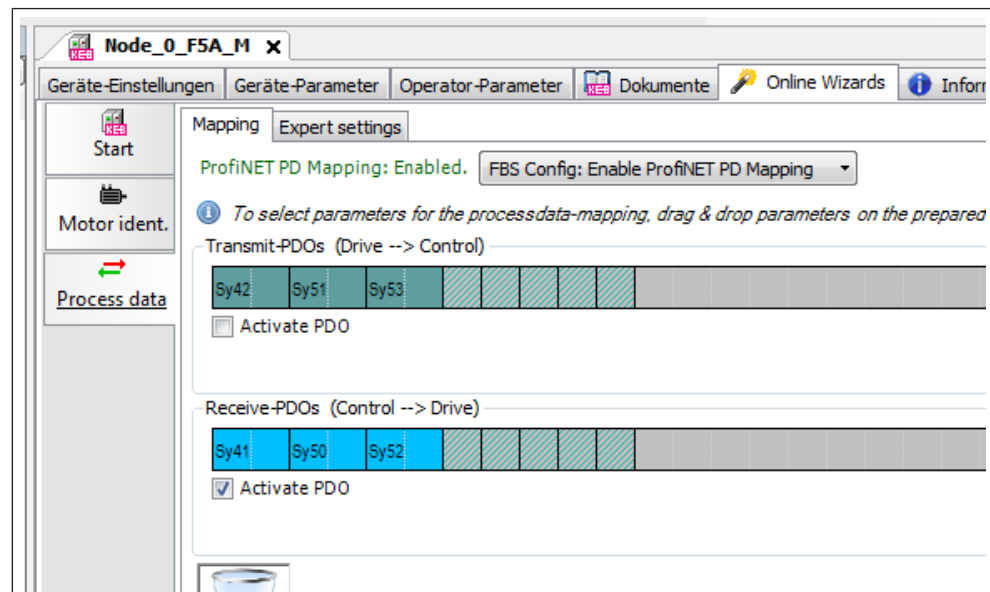 KEB Node_0_F5A_M X
Geräte-Einstellungen Geräte-Parameter Operator-Parameter KEB Dokumente Online Wizards i
KEB
Start
Mapping Expert settings
ProfiNET PD Mapping: Enabled. FBS Config: Enable ProfiNET PD Mapping
Motor ident.
i To select parameters for the processdata-mapping, drag & drop parameters on the prepared
Transmit-PDOs (Drive --> Control)
Process data
Sy42 Sy51 Sy53
Activate PDO
Receive-PDOs (Control --> Drive)
Sy41 Sy50 Sy52
Activate PDO